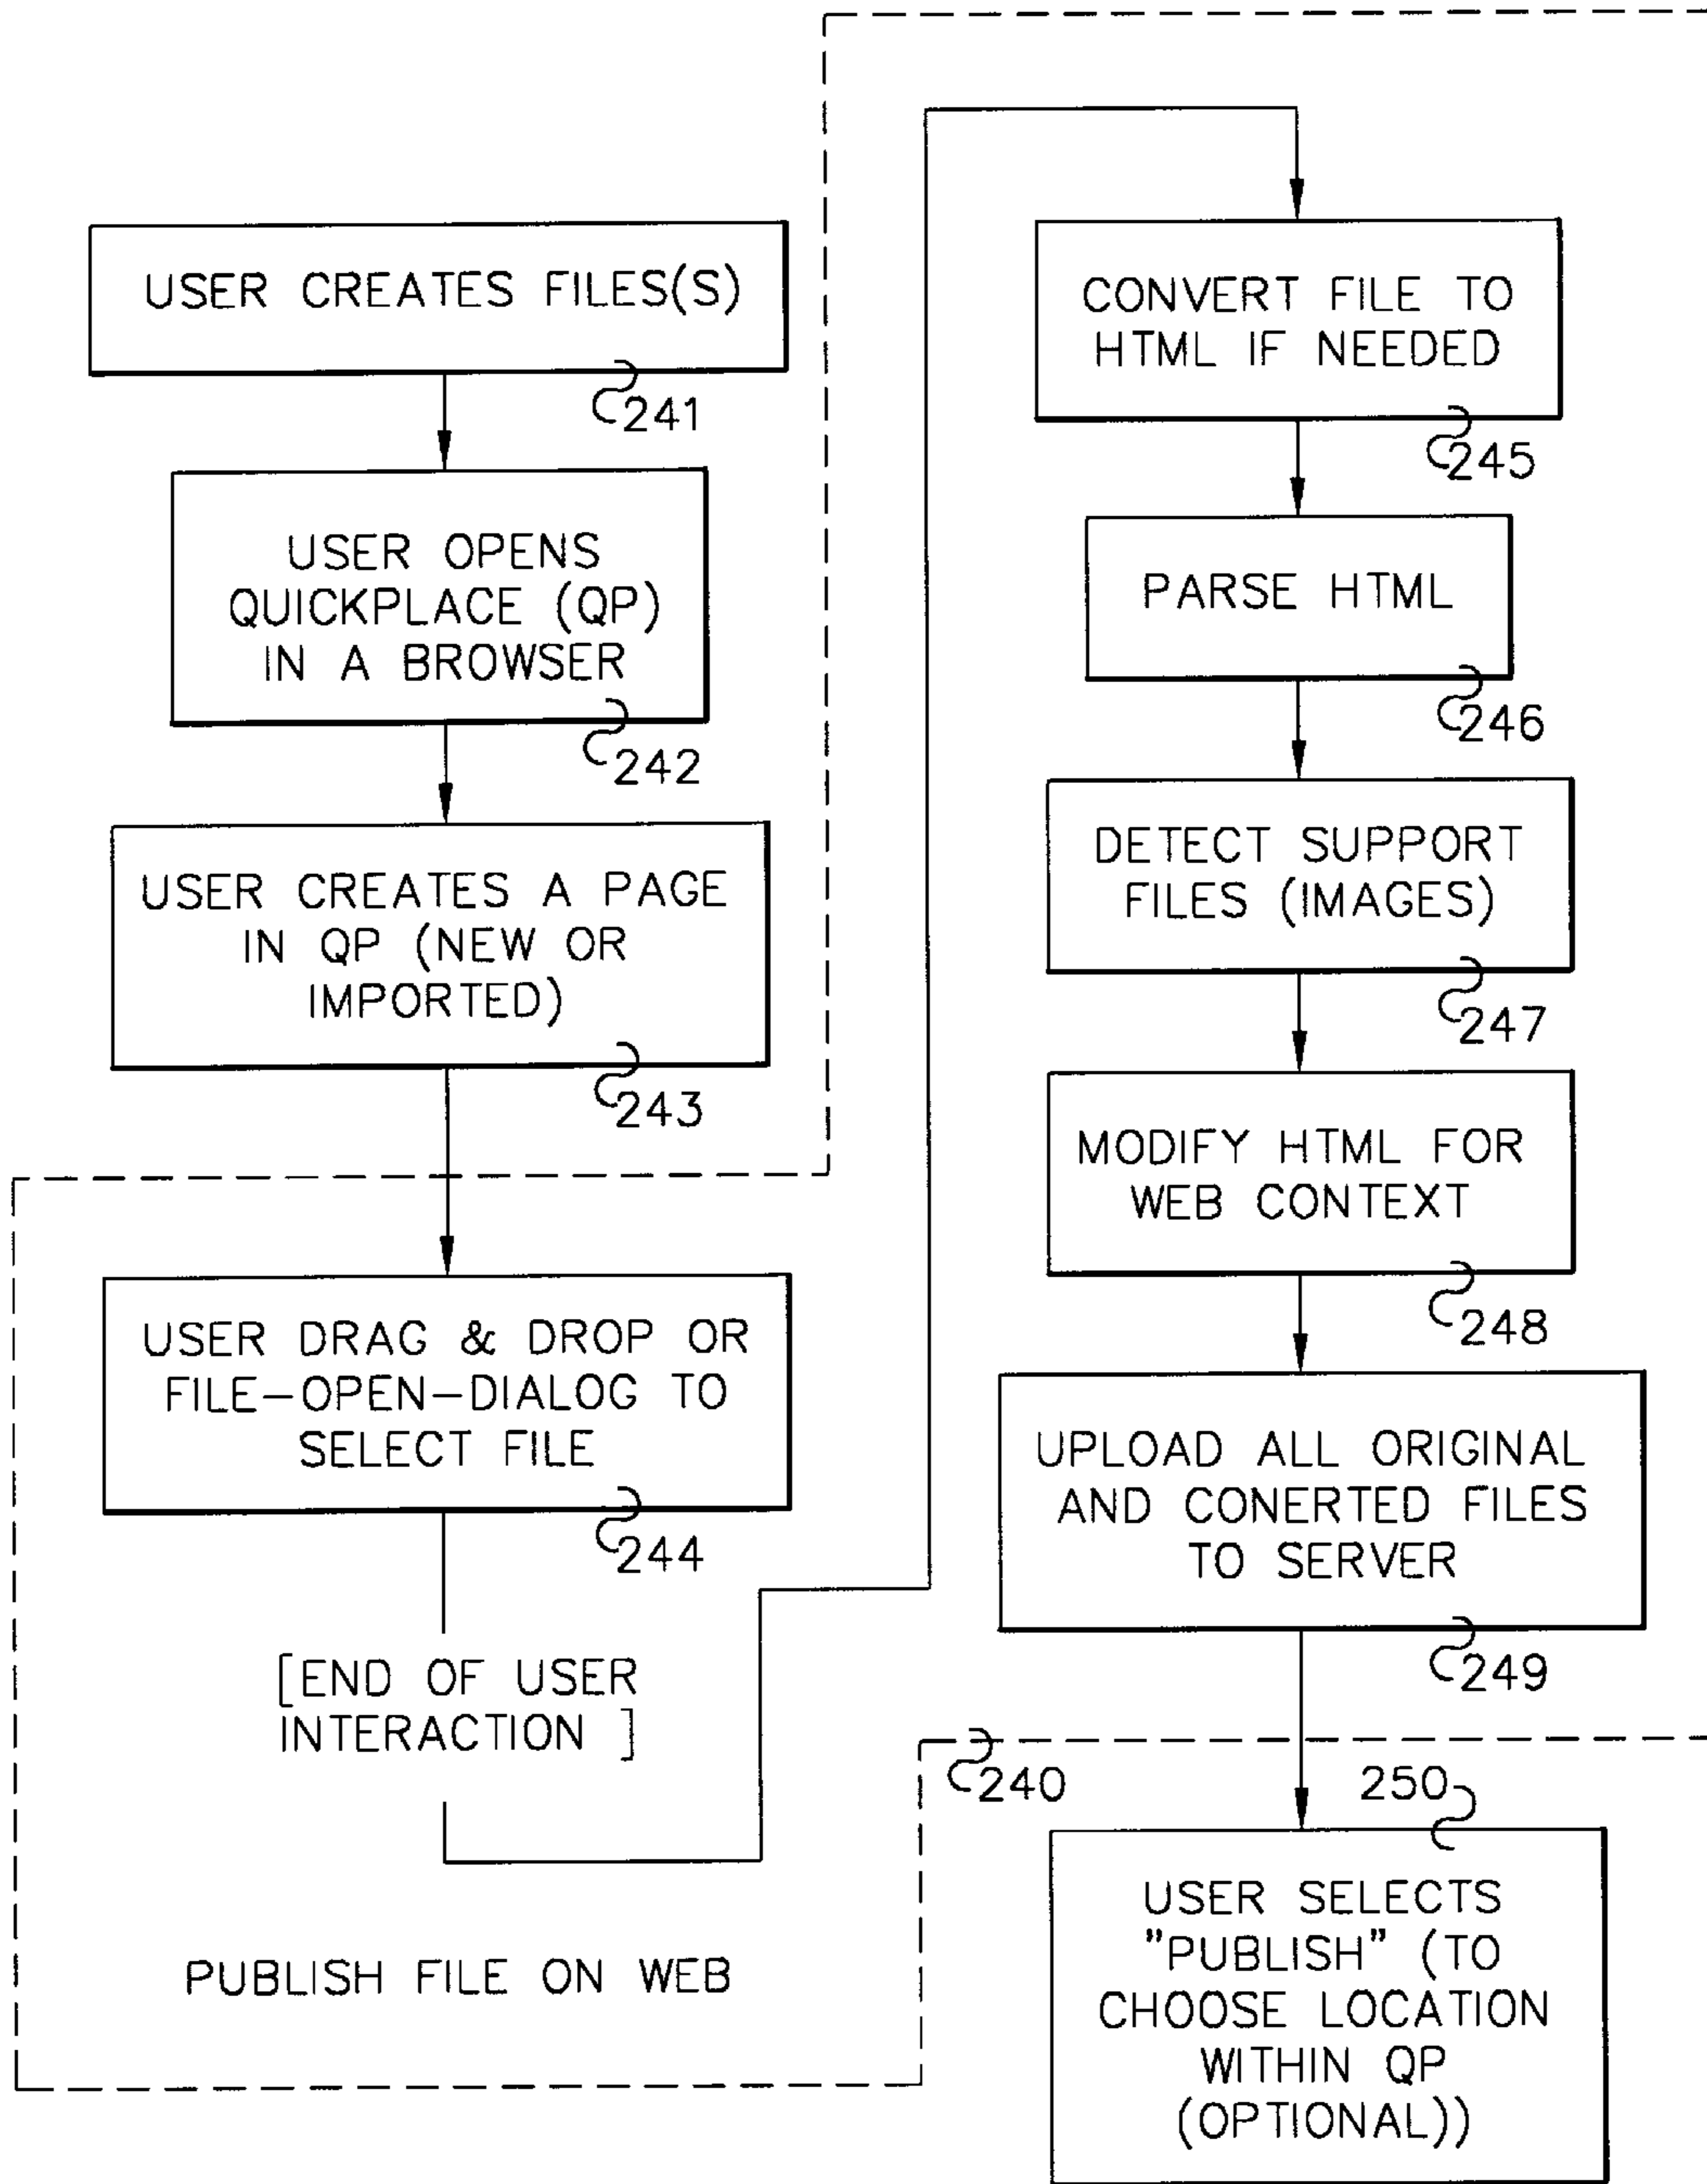 USER CREATES FILES(S)
241
USER OPENS
QUICKPLACE (QP)
IN A BROWSER
242
USER CREATES A PAGE
IN QP (NEW OR
IMPORTED)
243
USER DRAG & DROP OR
FILE-OPEN-DIALOG TO
SELECT FILE
244
[END OF USER
INTERACTION ]
PUBLISH FILE ON WEB
CONVERT FILE TO
HTML IF NEEDED
245
PARSE HTML
246
DETECT SUPPORT
FILES (IMAGES)
247
MODIFY HTML FOR
WEB CONTEXT
248
UPLOAD ALL ORIGINAL
AND CONERTED FILES
TO SERVER
249
240
250
USER SELECTS
"PUBLISH" (TO
CHOOSE LOCATION
WITHIN QP
(OPTIONAL))